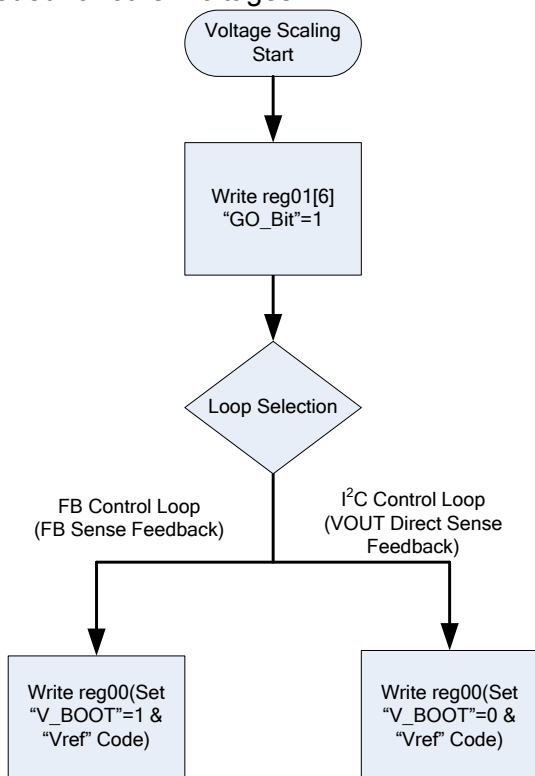 Voltage Scaling
Start
Write reg01[6]
“GO_Bit”=1
Loop Selection
FB Control Loop
(FB Sense Feedback)
I²C Control Loop
(VOUT Direct Sense
Feedback)
Write reg00(Set
“V_BOOT”=1 &
“Vref” Code)
Write reg00(Set
“V_BOOT”=0 &
“Vref” Code)